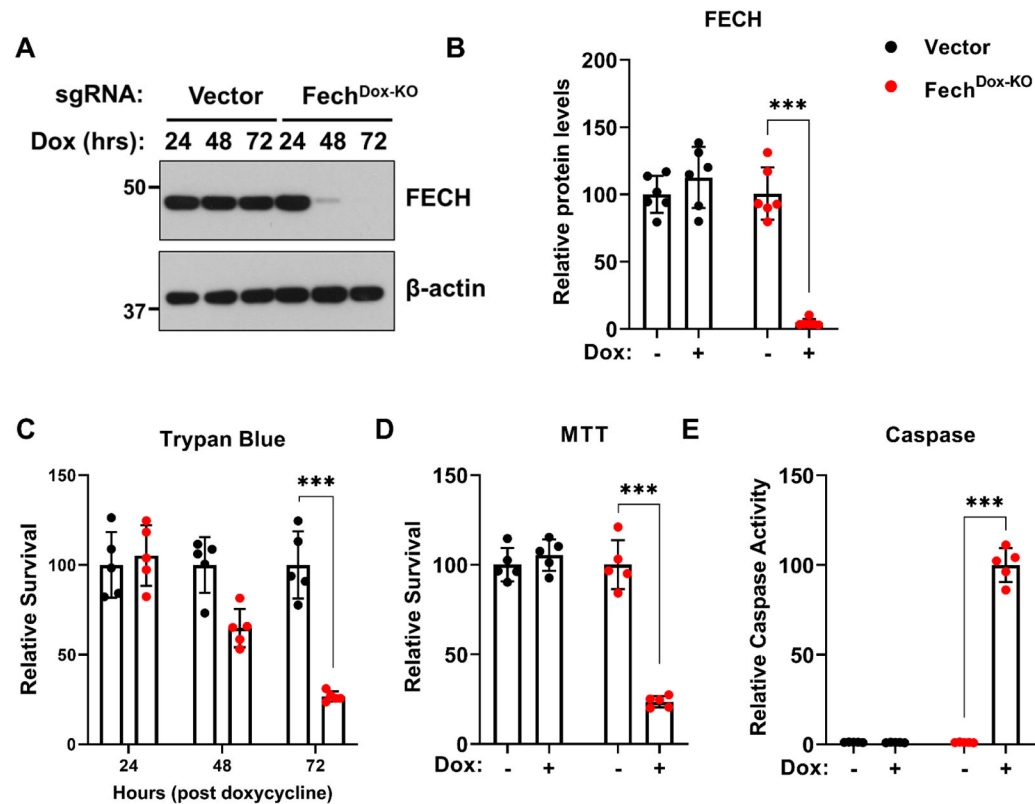 A
sgRNA: Vector Fech^Dox-KO
Dox (hrs): 24 48 72 24 48 72
50
FECH
β-actin
37
B
FECH
Vector
Fech^Dox-KO
Relative protein levels
200
150
100
50
0
***
Dox: - + - +
C
Trypan Blue
Relative Survival
150
100
50
0
***
24 48 72
Hours (post doxycycline)
D
MTT
Relative Survival
150
100
50
0
***
Dox: - + - +
E
Caspase
Relative Caspase Activity
150
100
50
0
***
Dox: - + - +